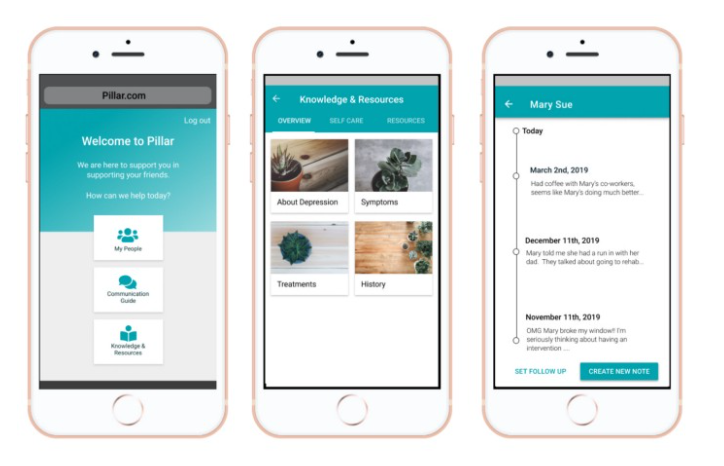 Pillar.com
Log out
Welcome to Pillar
We are here to support you in
supporting your friends.
How can we help today?
My People
Communication
Guide
Knowledge &
Resources
Knowledge & Resources
OVERVIEW SELF CARE RESOURCES
About Depression
Symptoms
Treatments
History
Mary Sue
Today
March 2nd, 2019
Had coffee with Mary's co-workers,
seems like Mary's doing much better...
December 11th, 2019
Mary told me she had a run in with her
dad. They talked about going to rehab...
November 11th, 2019
OMG Mary broke my window!! I'm
seriously thinking about having an
intervention ....
SET FOLLOW UP CREATE NEW NOTE